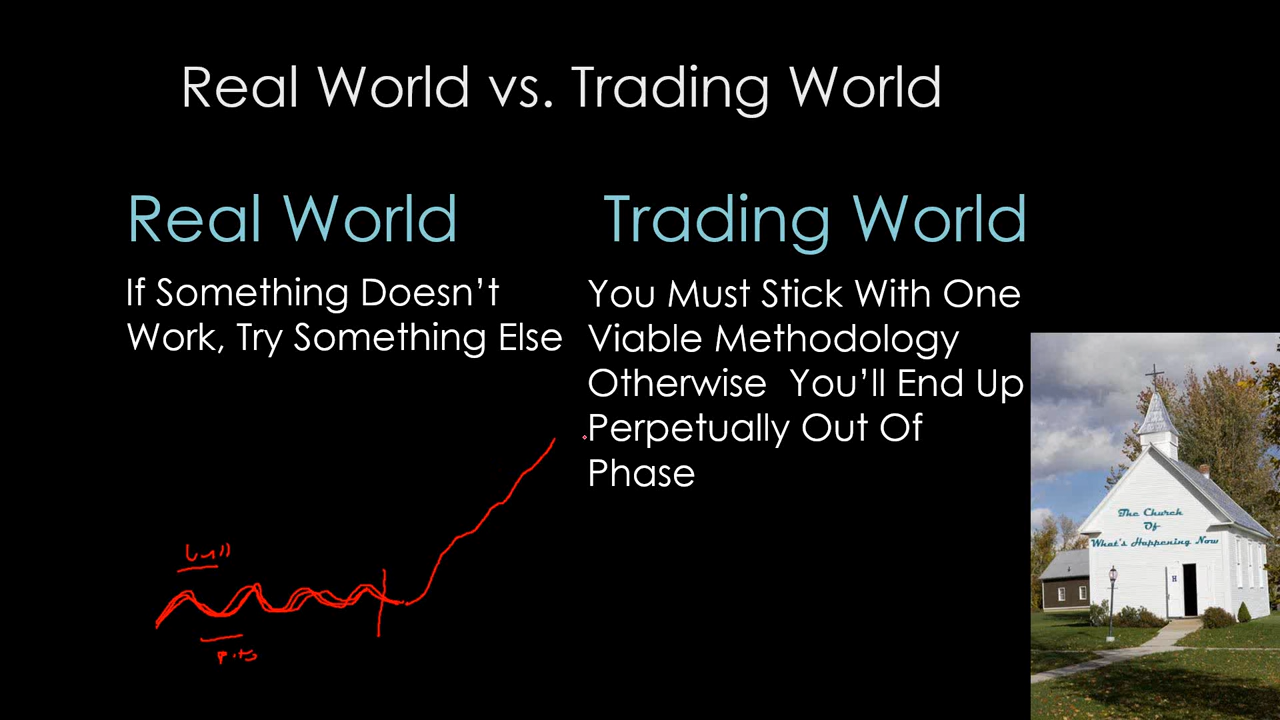 Real World vs. Trading World
Real World
If Something Doesn't
Work, Try Something Else
Trading World
You Must Stick With One
Viable Methodology
Otherwise You'll End Up
Perpetually Out Of
Phase
The Church
Of
What's Happening Now
H